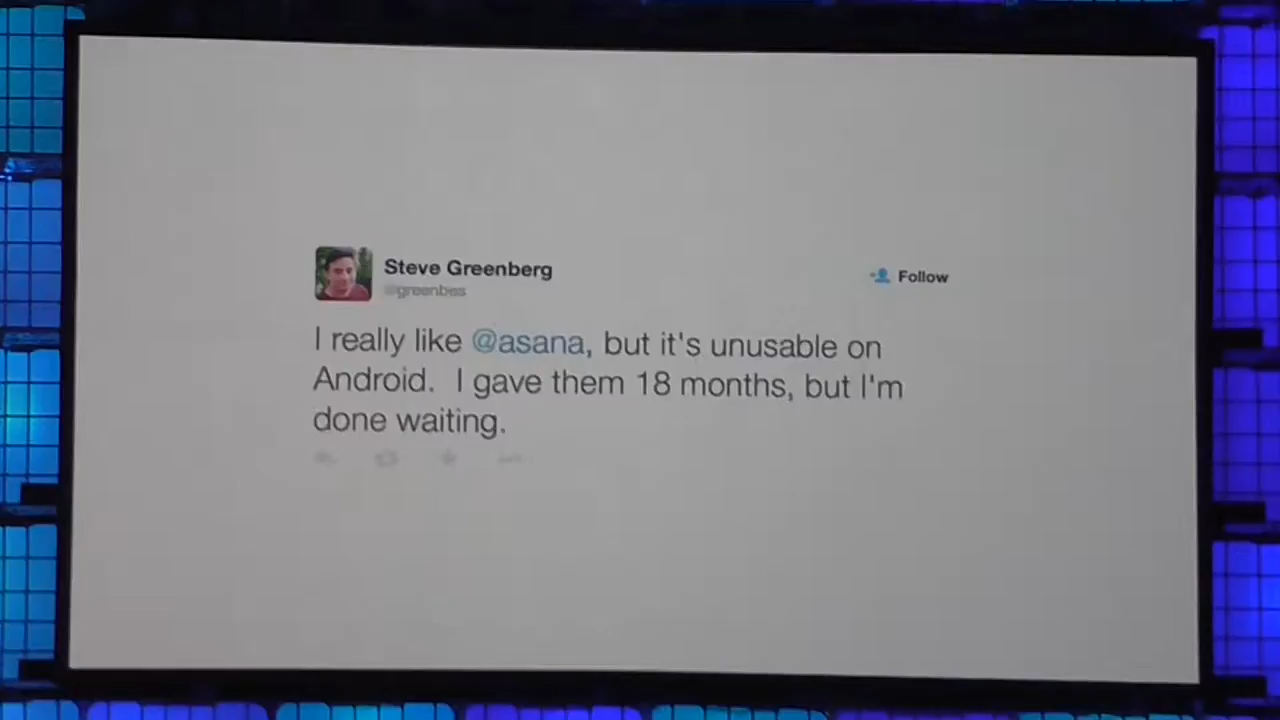 Steve Greenberg
Follow
I really like @asana, but it's unusable on
Android. I gave them 18 months, but I'm
done waiting.